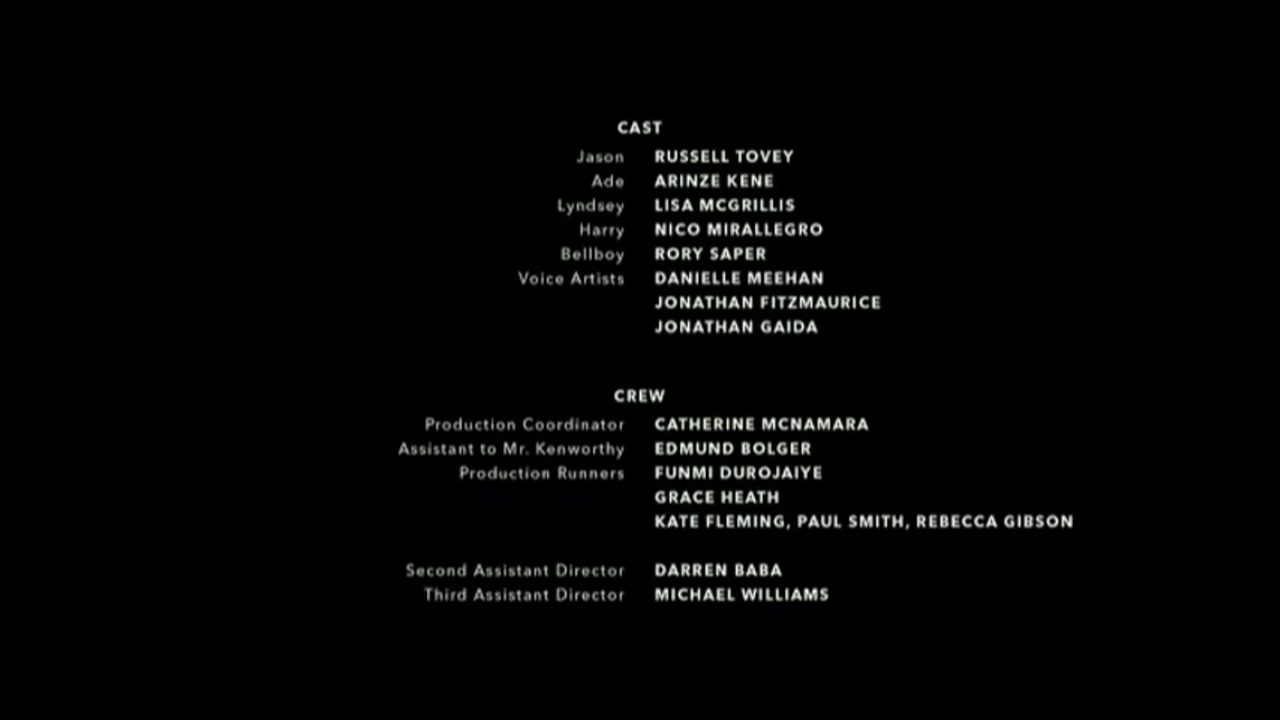 CAST
Jason RUSSELL TOVEY
Ade ARINZE KENE
Lyndsey LISA MCGRILLIS
Harry NICO MIRALLEGRO
Bellboy RORY SAPER
Voice Artists DANIELLE MEEHAN
JONATHAN FITZMAURICE
JONATHAN GAIDA
CREW
Production Coordinator CATHERINE MCNAMARA
Assistant to Mr. Kenworthy EDMUND BOLGER
Production Runners FUNMI DUROJAIYE
GRACE HEATH
KATE FLEMING, PAUL SMITH, REBECCA GIBSON
Second Assistant Director DARREN BABA
Third Assistant Director MICHAEL WILLIAMS